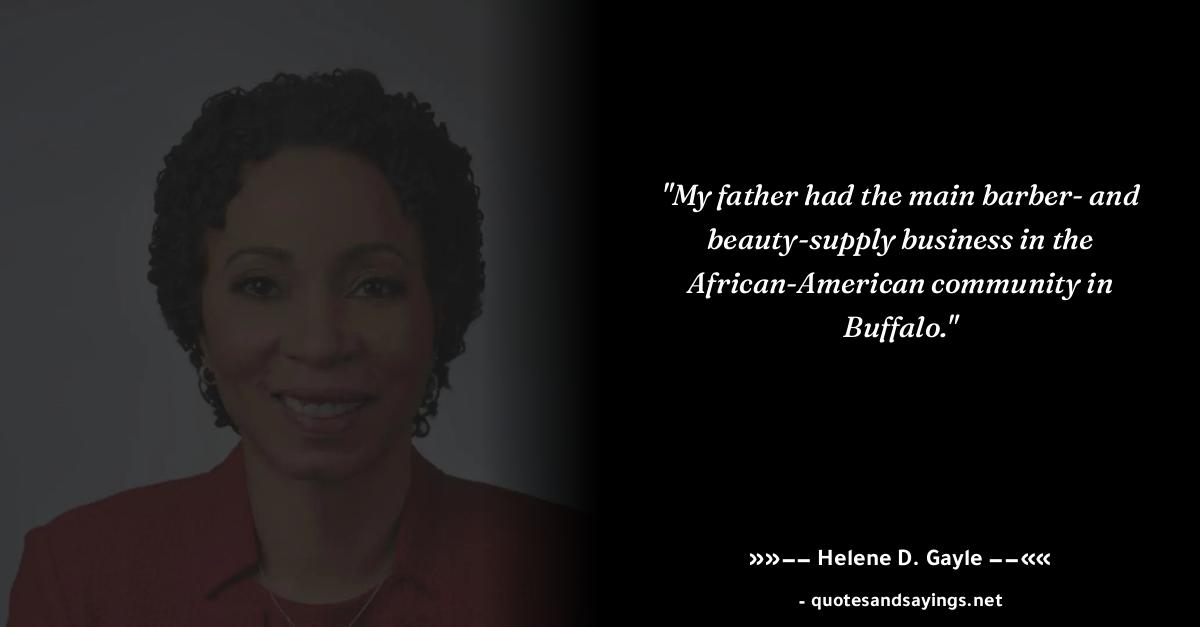 "My father had the main barber- and
beauty-supply business in the
African-American community in
Buffalo."
»»−− Helene D. Gayle −−««
- quotesandsayings.net